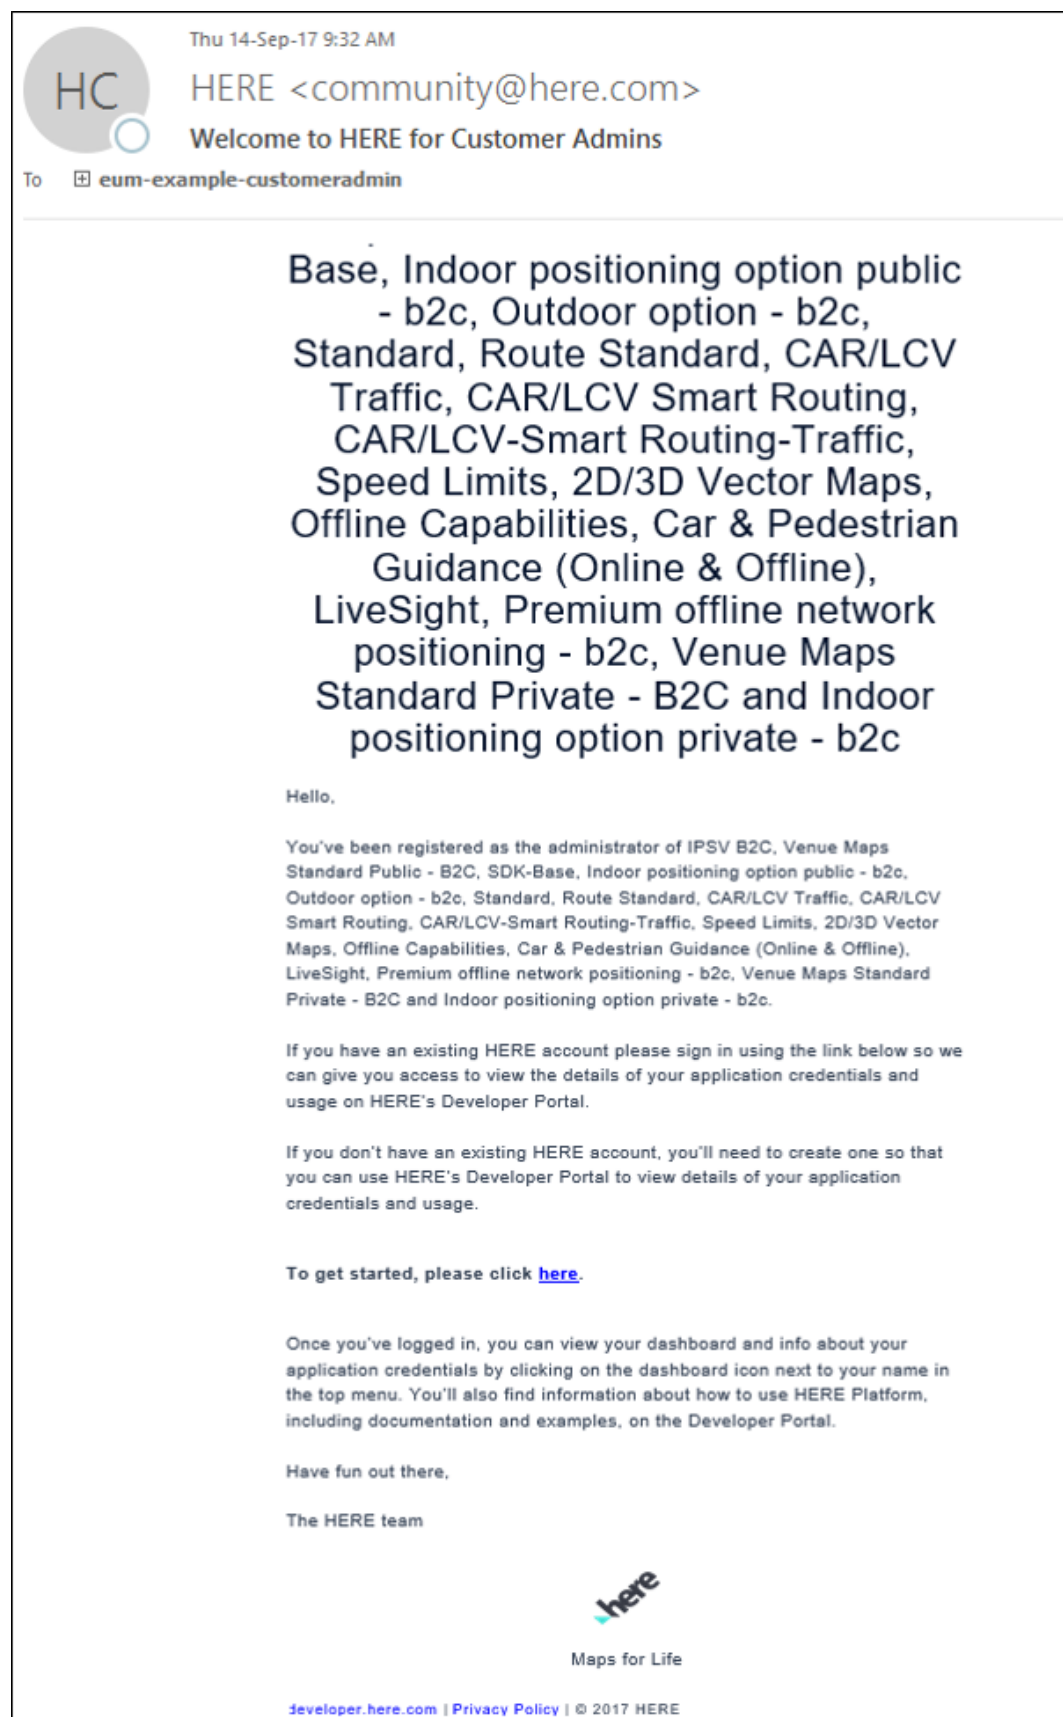 Thu 14-Sep-17 9:32 AM
HC
HERE <community@here.com>
Welcome to HERE for Customer Admins
To eum-example-customeradmin
Base, Indoor positioning option public
- b2c, Outdoor option - b2c,
Standard, Route Standard, CAR/LCV
Traffic, CAR/LCV Smart Routing,
CAR/LCV-Smart Routing-Traffic,
Speed Limits, 2D/3D Vector Maps,
Offline Capabilities, Car & Pedestrian
Guidance (Online & Offline),
LiveSight, Premium offline network
positioning - b2c, Venue Maps
Standard Private - B2C and Indoor
positioning option private - b2c
Hello,
You've been registered as the administrator of IPSV B2C, Venue Maps
Standard Public - B2C, SDK-Base, Indoor positioning option public - b2c,
Outdoor option - b2c, Standard, Route Standard, CAR/LCV Traffic, CAR/LCV
Smart Routing, CAR/LCV-Smart Routing-Traffic, Speed Limits, 2D/3D Vector
Maps, Offline Capabilities, Car & Pedestrian Guidance (Online & Offline),
LiveSight, Premium offline network positioning - b2c, Venue Maps Standard
Private - B2C and Indoor positioning option private - b2c.
If you have an existing HERE account please sign in using the link below so we
can give you access to view the details of your application credentials and
usage on HERE's Developer Portal.
If you don't have an existing HERE account, you'll need to create one so that
you can use HERE's Developer Portal to view details of your application
credentials and usage.
To get started, please click here.
Once you've logged in, you can view your dashboard and info about your
application credentials by clicking on the dashboard icon next to your name in
the top menu. You'll also find information about how to use HERE Platform,
including documentation and examples, on the Developer Portal.
Have fun out there,
The HERE team
here
Maps for Life
developer.here.com | Privacy Policy | © 2017 HERE